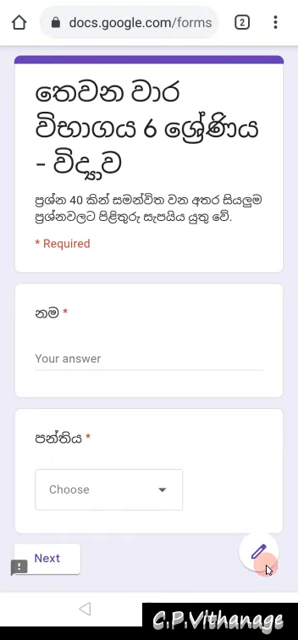 docs.google.com/forms
2
තෙවන වාර
විභාගය 6 ශ්‍රේණිය
- විද්‍යාව
ප්‍රශ්න 40 කින් සමන්විත වන අතර සියලුම
ප්‍රශ්නවලට පිළිතුරු සැපයිය යුතු වේ.
* Required
නම *
Your answer
පන්තිය *
Choose
Next
C.P.Vithanage